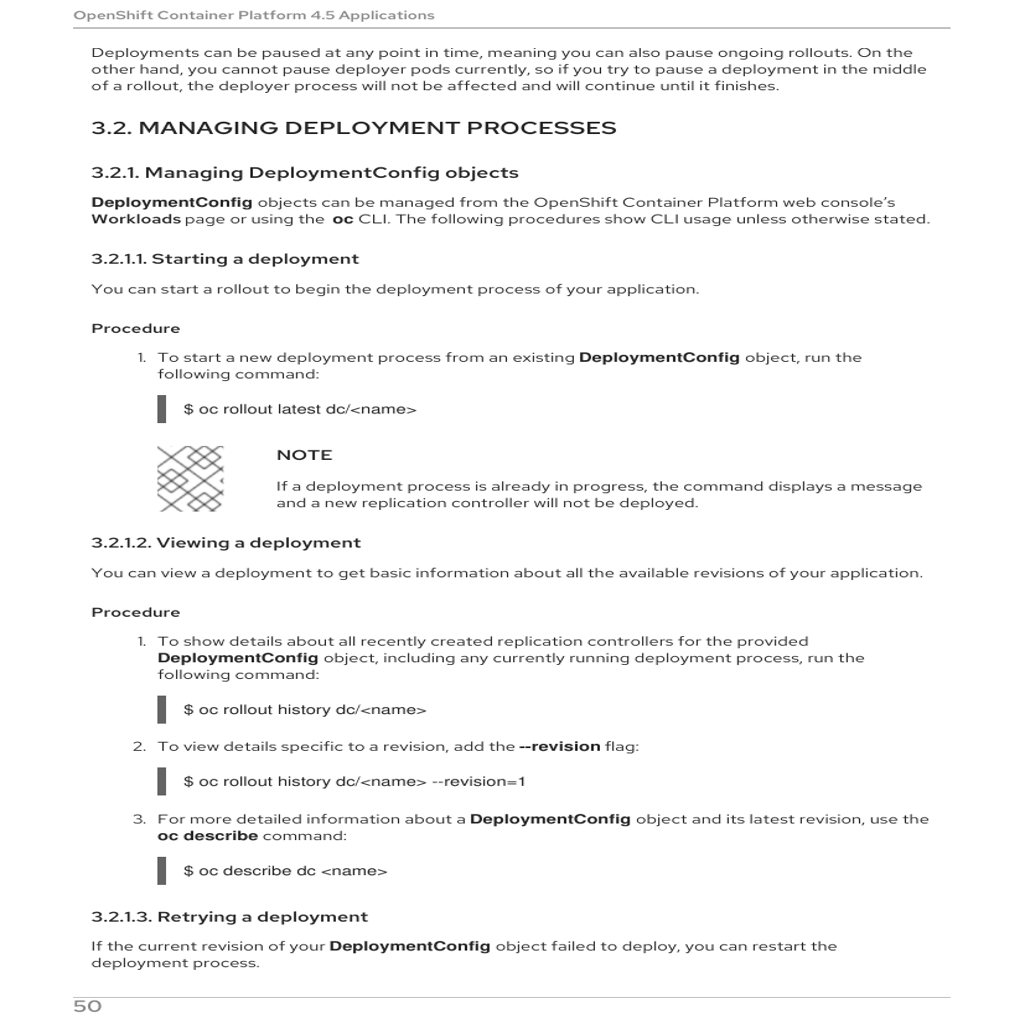 OpenShift Container Platform 4.5 Applications
Deployments can be paused at any point in time, meaning you can also pause ongoing rollouts. On the
other hand, you cannot pause deployer pods currently, so if you try to pause a deployment in the middle
of a rollout, the deployer process will not be affected and will continue until it finishes.
3.2. MANAGING DEPLOYMENT PROCESSES
3.2.1. Managing DeploymentConfig objects
DeploymentConfig objects can be managed from the OpenShift Container Platform web console’s
Workloads page or using the oc CLI. The following procedures show CLI usage unless otherwise stated.
3.2.1.1. Starting a deployment
You can start a rollout to begin the deployment process of your application.
Procedure
1. To start a new deployment process from an existing DeploymentConfig object, run the
following command:
$ oc rollout latest dc/<name>
NOTE
If a deployment process is already in progress, the command displays a message
and a new replication controller will not be deployed.
3.2.1.2. Viewing a deployment
You can view a deployment to get basic information about all the available revisions of your application.
Procedure
1. To show details about all recently created replication controllers for the provided
DeploymentConfig object, including any currently running deployment process, run the
following command:
$ oc rollout history dc/<name>
2. To view details specific to a revision, add the --revision flag:
$ oc rollout history dc/<name> --revision=1
3. For more detailed information about a DeploymentConfig object and its latest revision, use the
oc describe command:
$ oc describe dc <name>
3.2.1.3. Retrying a deployment
If the current revision of your DeploymentConfig object failed to deploy, you can restart the
deployment process.
50